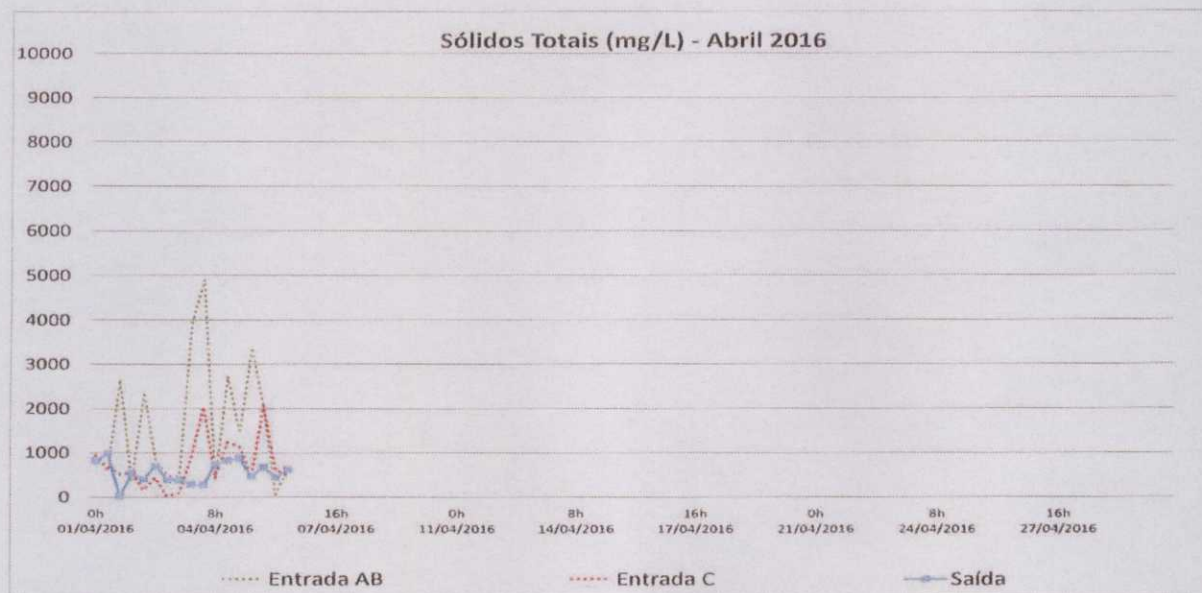 Sólidos Totais (mg/L) - Abril 2016
10000
9000
8000
7000
6000
5000
4000
3000
2000
1000
0
0h 8h 16h 0h 8h 16h 0h 8h 16h
01/04/2016 04/04/2016 07/04/2016 11/04/2016 14/04/2016 17/04/2016 21/04/2016 24/04/2016 27/04/2016
Entrada AB Entrada C Saída